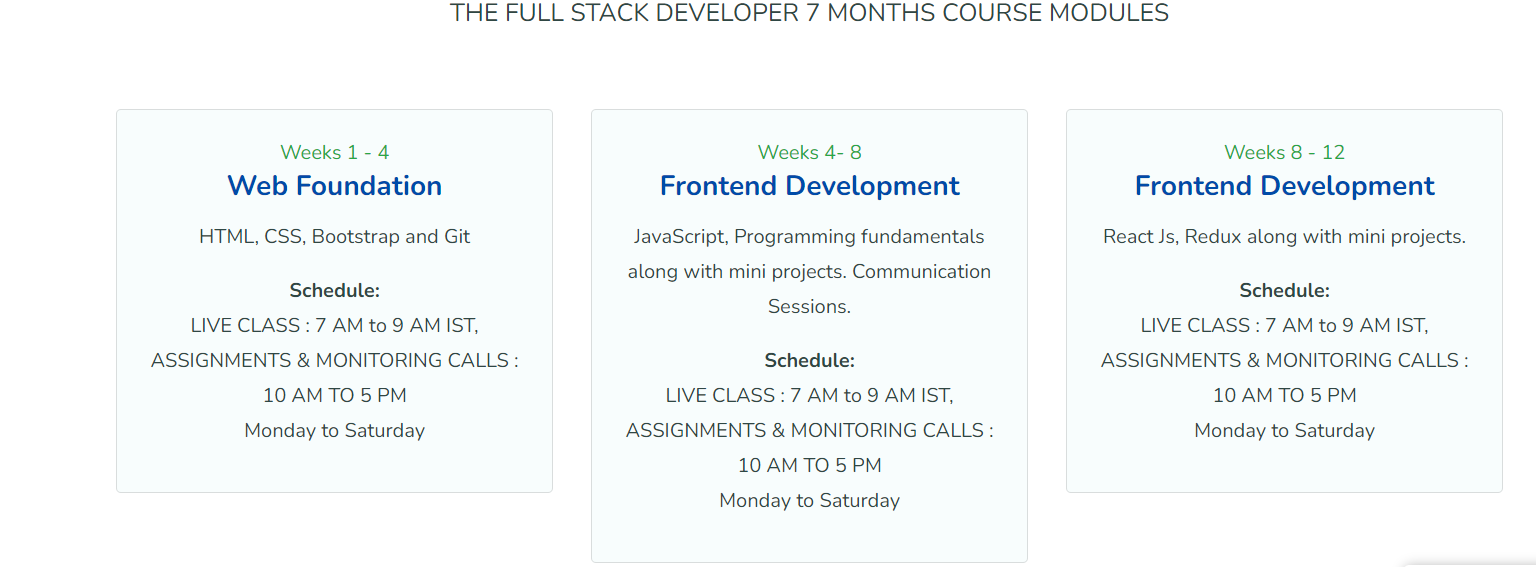 THE FULL STACK DEVELOPER 7 MONTHS COURSE MODULES
Weeks 1 - 4
Web Foundation
HTML, CSS, Bootstrap and Git
Schedule:
LIVE CLASS : 7 AM to 9 AM IST,
ASSIGNMENTS & MONITORING CALLS :
10 AM TO 5 PM
Monday to Saturday
Weeks 4- 8
Frontend Development
JavaScript, Programming fundamentals
along with mini projects. Communication
Sessions.
Schedule:
LIVE CLASS : 7 AM to 9 AM IST,
ASSIGNMENTS & MONITORING CALLS :
10 AM TO 5 PM
Monday to Saturday
Weeks 8 - 12
Frontend Development
React Js, Redux along with mini projects.
Schedule:
LIVE CLASS : 7 AM to 9 AM IST,
ASSIGNMENTS & MONITORING CALLS :
10 AM TO 5 PM
Monday to Saturday